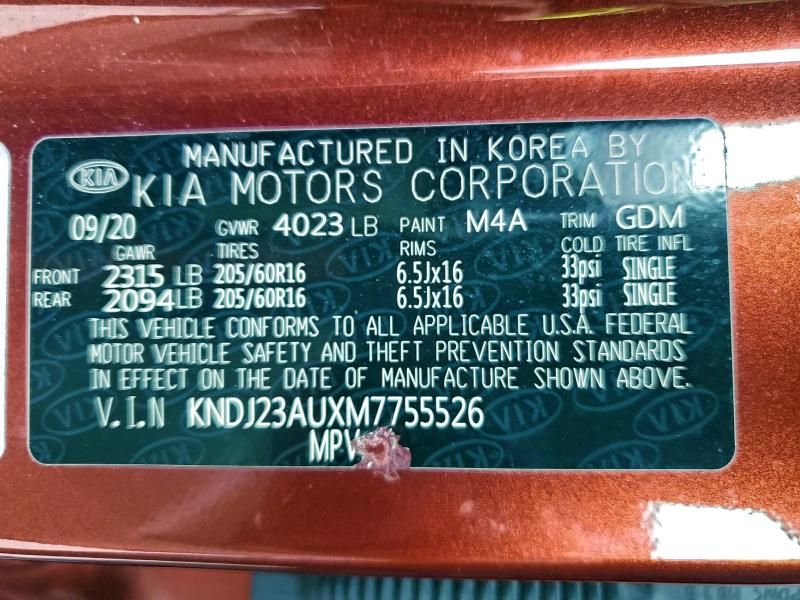 MANUFACTURED IN KOREA BY
KIA KIA MOTORS CORPORATION
09/20 GVWR 4023 LB PAINT M4A TRIM GDM
GAWR TIRES RIMS COLD TIRE INFL
FRONT 2315 LB 205/60R16 6.5Jx16 33psi SINGLE
REAR 2094 LB 205/60R16 6.5Jx16 33psi SINGLE
THIS VEHICLE CONFORMS TO ALL APPLICABLE U.S.A. FEDERAL
MOTOR VEHICLE SAFETY AND THEFT PREVENTION STANDARDS
IN EFFECT ON THE DATE OF MANUFACTURE SHOWN ABOVE.
V.I.N KNDJ23AUXM7755526
MPV